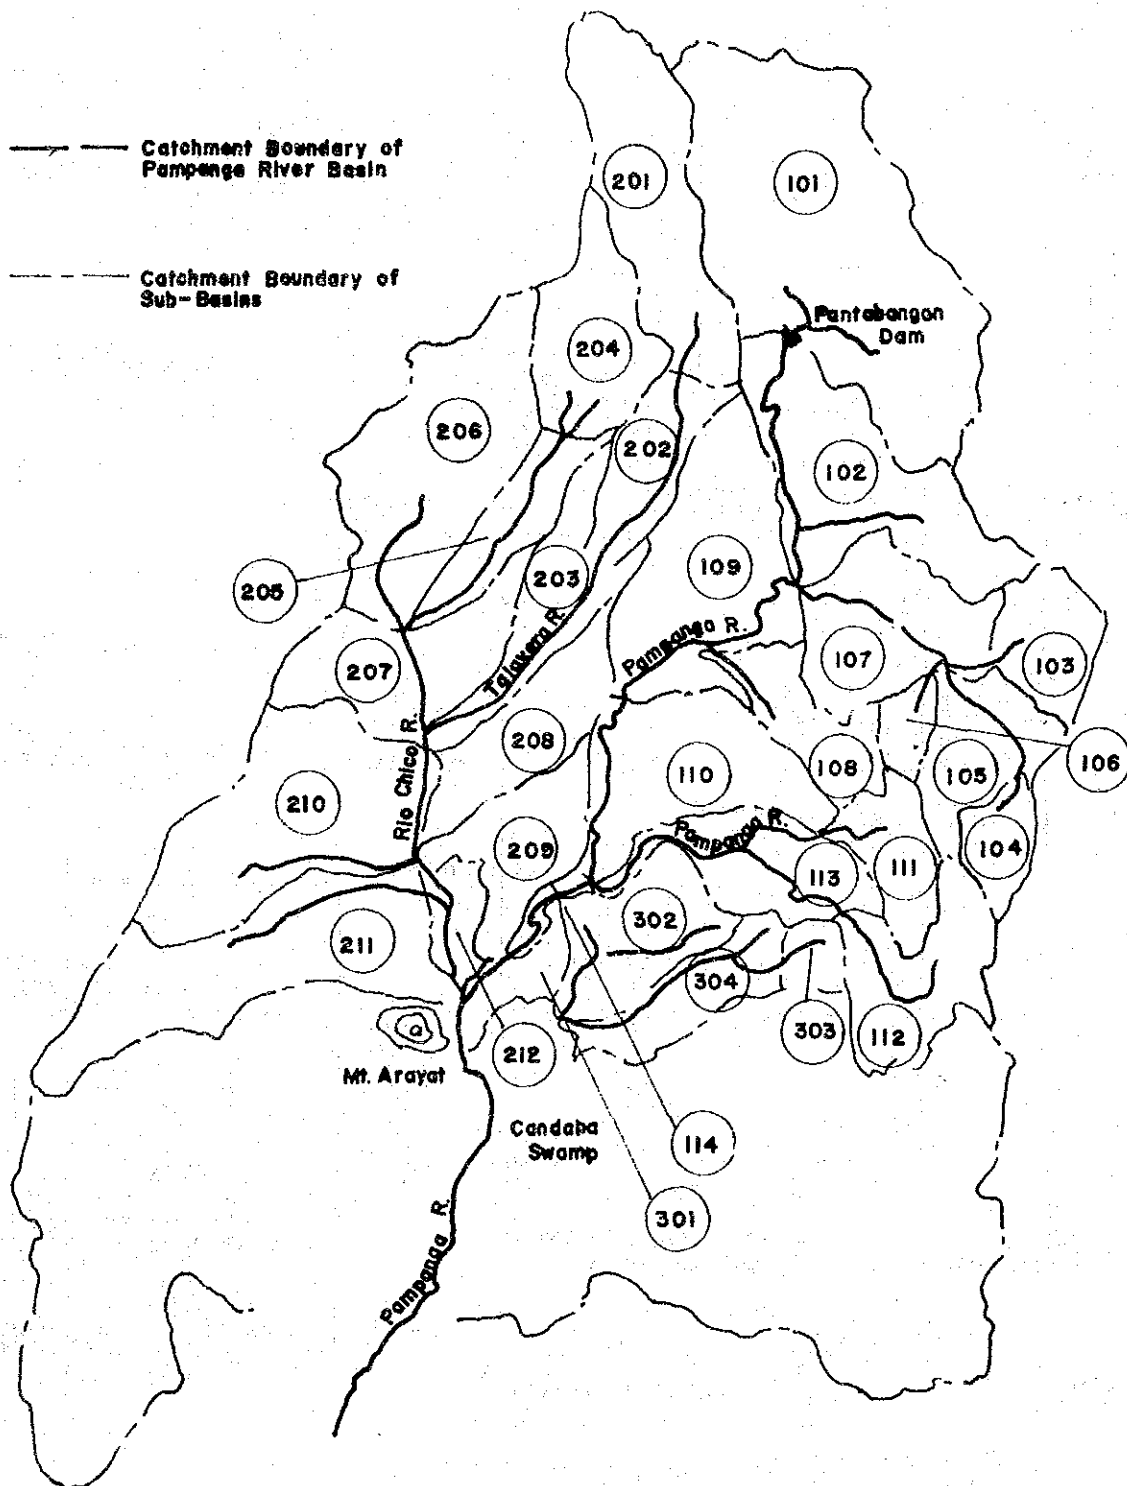 Catchment Boundary of
Pampanga River Basin
Catchment Boundary of
Sub-Basins
201
101
Pantabangan
Dam
204
206
202
102
109
203
205
Talavera R.
Pampanga R.
107
103
207
208
Rio Chico R.
110
108
105
106
210
Pampanga R.
209
104
113
111
302
211
304
303
112
212
Mt. Arayat
Candaba
Swamp
114
301
Pampanga R.